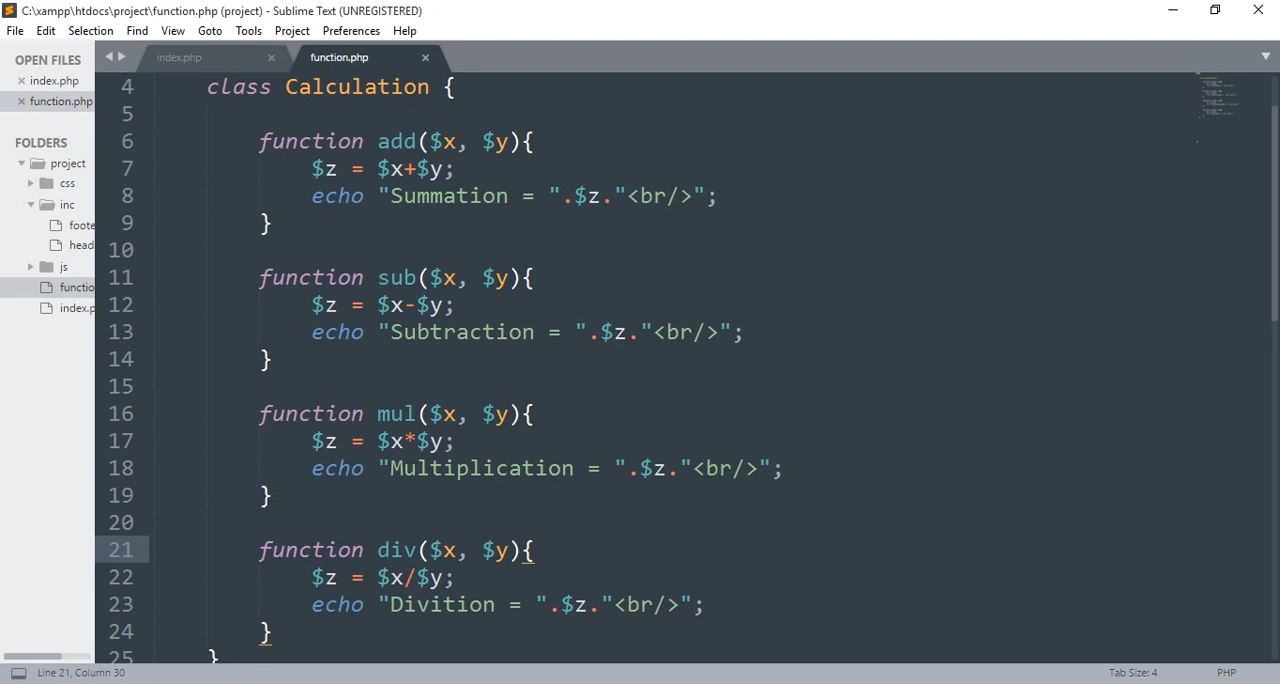 C:\xampp\htdocs\project\function.php (project) - Sublime Text (UNREGISTERED)
File Edit Selection Find View Goto Tools Project Preferences Help
OPEN FILES
index.php
function.php
FOLDERS
project
css
inc
foote
head
js
functio
index.p
index.php
function.php
4 class Calculation {
5
6 function add($x, $y){
7 $z = $x+$y;
8 echo "Summation = ".$z."<br/>";
9 }
10
11 function sub($x, $y){
12 $z = $x-$y;
13 echo "Subtraction = ".$z."<br/>";
14 }
15
16 function mul($x, $y){
17 $z = $x*$y;
18 echo "Multiplication = ".$z."<br/>";
19 }
20
21 function div($x, $y){
22 $z = $x/$y;
23 echo "Divition = ".$z."<br/>";
24 }
25 }
Line 21, Column 30
Tab Size: 4
PHP